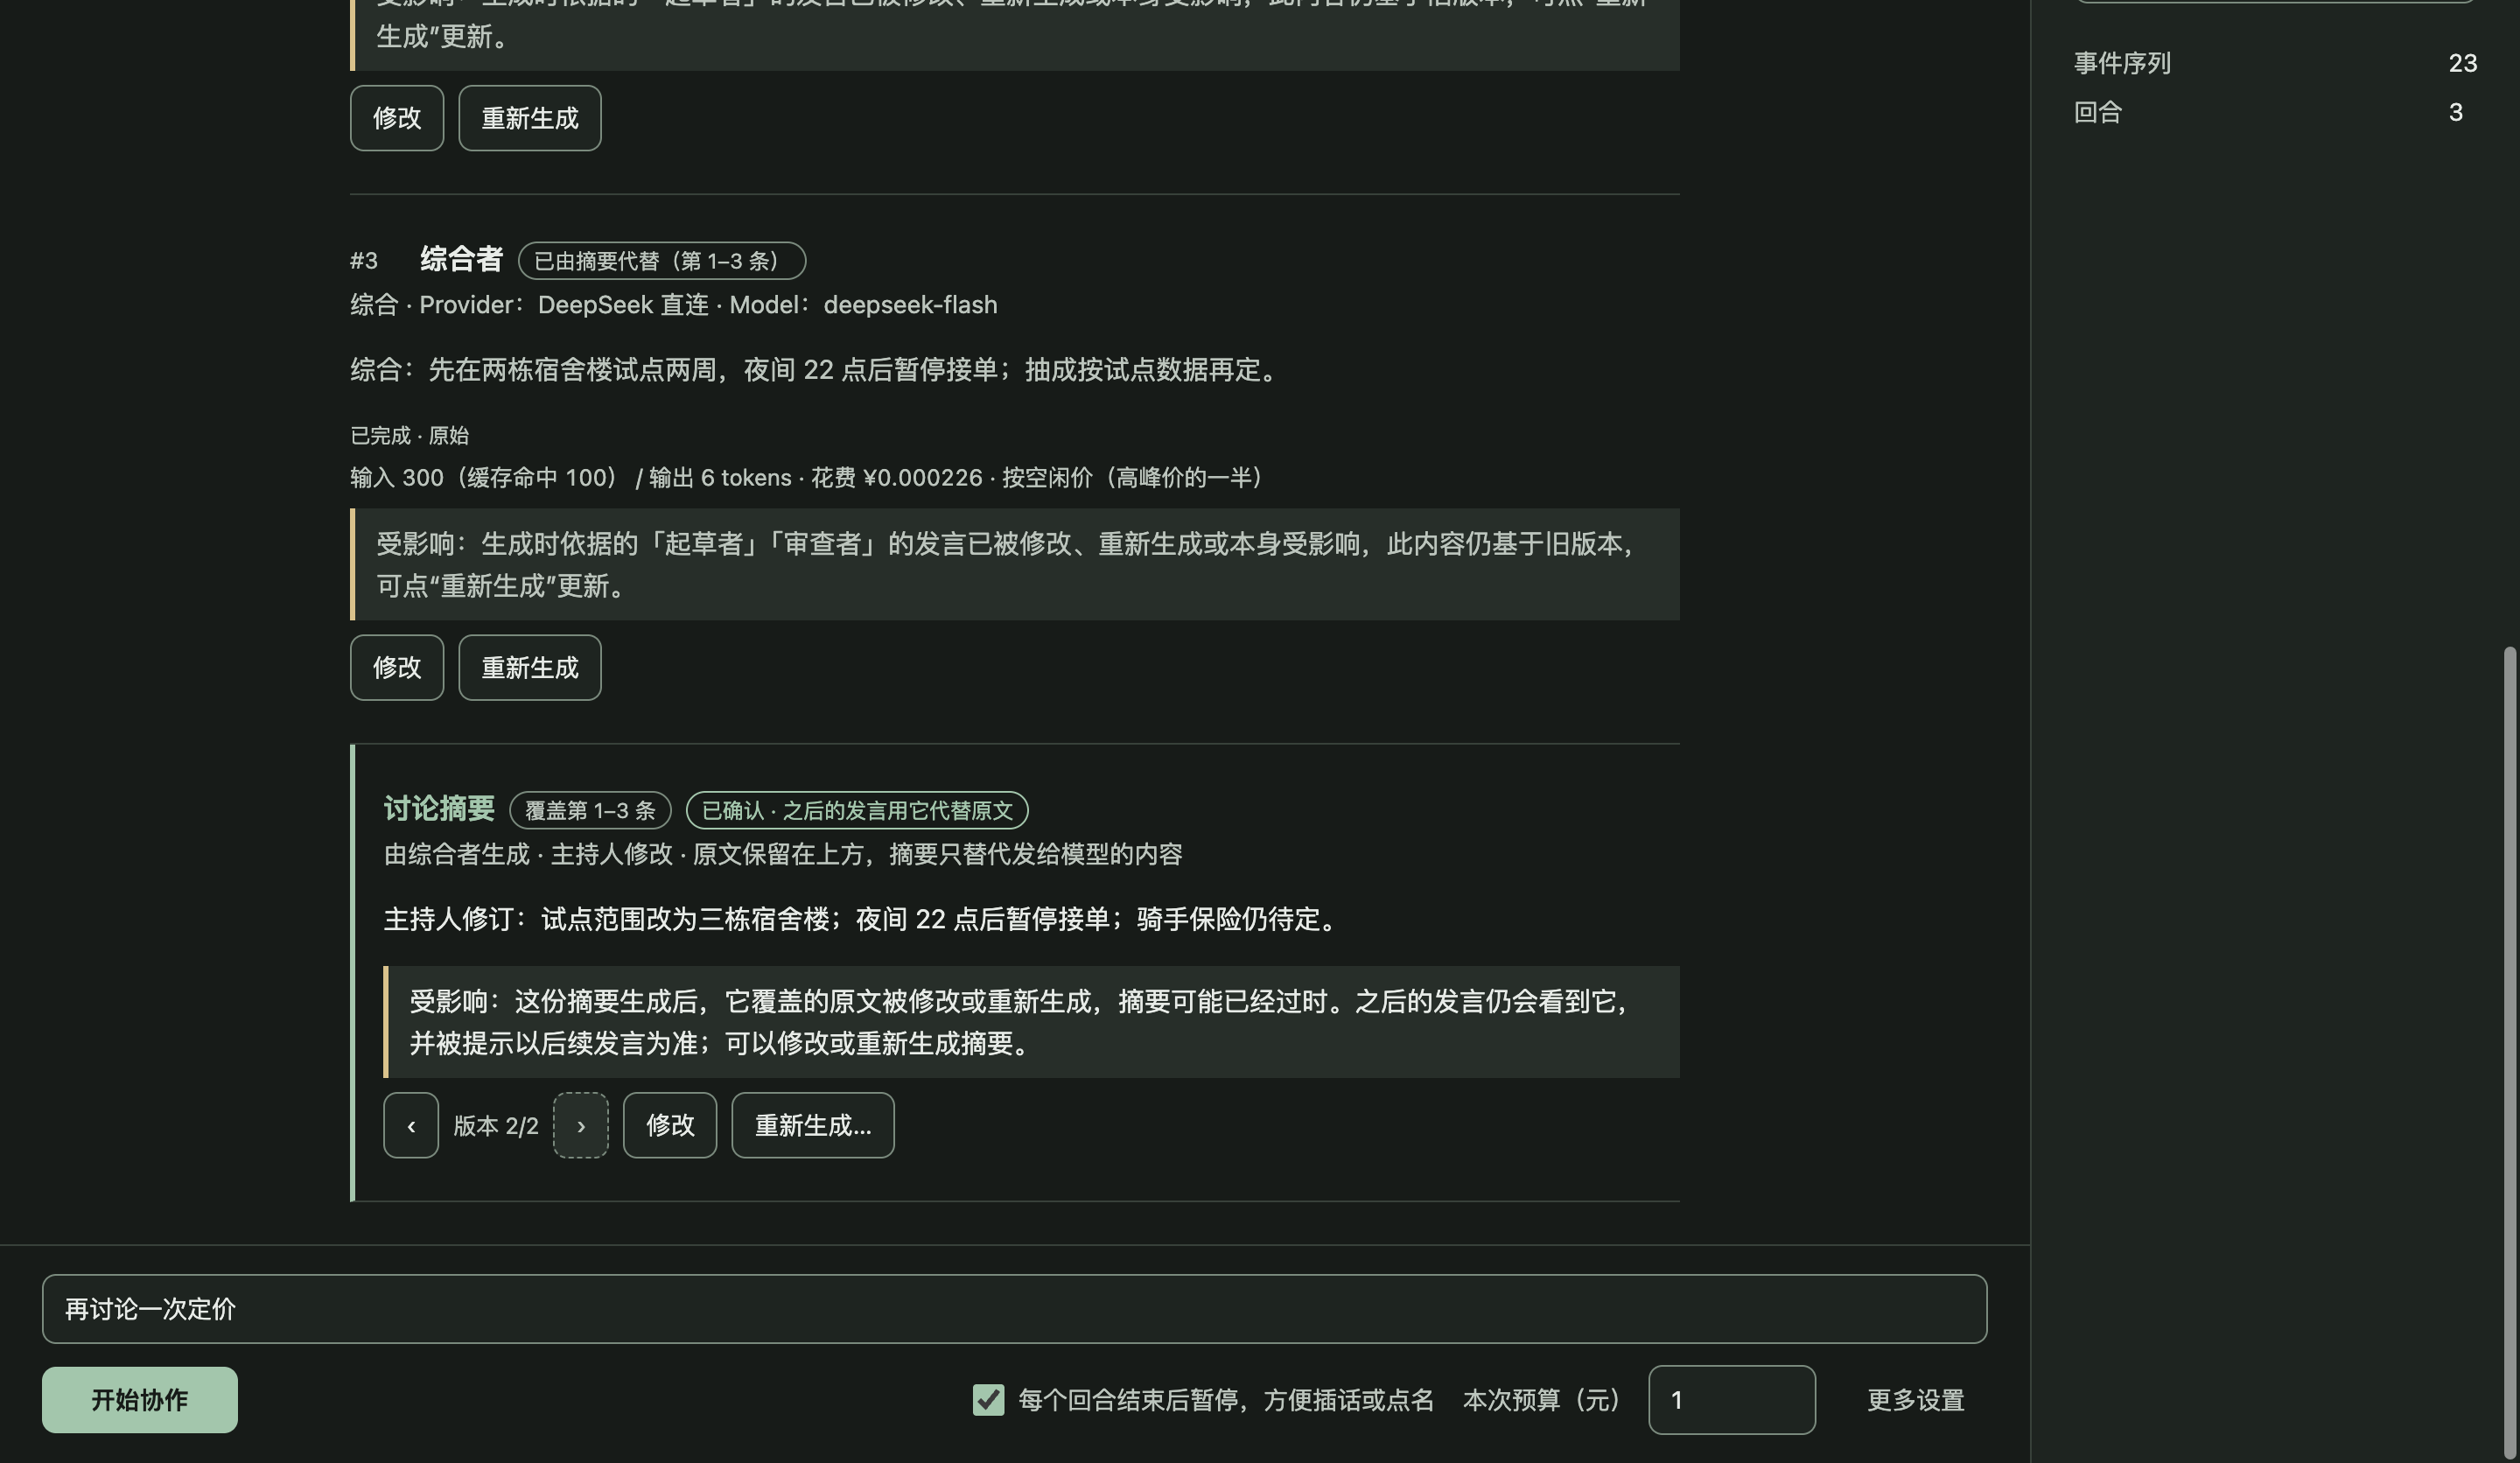 生成”更新。
修改 重新生成
#3 综合者 已由摘要代替（第 1–3 条）
综合 · Provider：DeepSeek 直连 · Model：deepseek-flash
综合：先在两栋宿舍楼试点两周，夜间 22 点后暂停接单；抽成按试点数据再定。
已完成 · 原始
输入 300（缓存命中 100） / 输出 6 tokens · 花费 ¥0.000226 · 按空闲价（高峰价的一半）
受影响：生成时依据的「起草者」「审查者」的发言已被修改、重新生成或本身受影响，此内容仍基于旧版本，
可点“重新生成”更新。
修改 重新生成
讨论摘要 覆盖第 1–3 条 已确认 · 之后的发言用它代替原文
由综合者生成 · 主持人修改 · 原文保留在上方，摘要只替代发给模型的内容
主持人修订：试点范围改为三栋宿舍楼；夜间 22 点后暂停接单；骑手保险仍待定。
受影响：这份摘要生成后，它覆盖的原文被修改或重新生成，摘要可能已经过时。之后的发言仍会看到它，
并被提示以后续发言为准；可以修改或重新生成摘要。
‹ 版本 2/2 › 修改 重新生成...
再讨论一次定价
开始协作 每个回合结束后暂停，方便插话或点名 本次预算（元） 1 更多设置
事件序列 23
回合 3